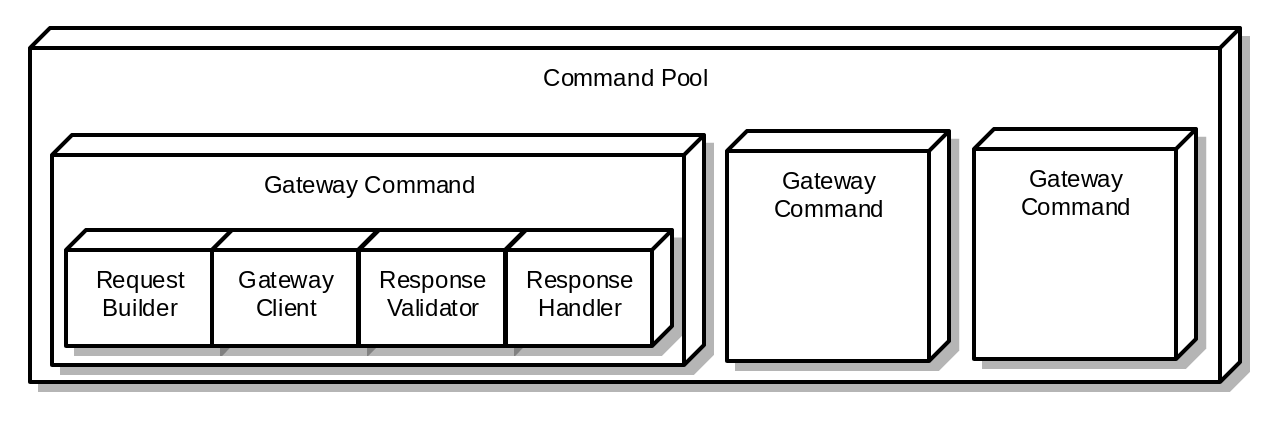 Command Pool
Gateway Command
Request
Builder
Gateway
Client
Response
Validator
Response
Handler
Gateway
Command
Gateway
Command